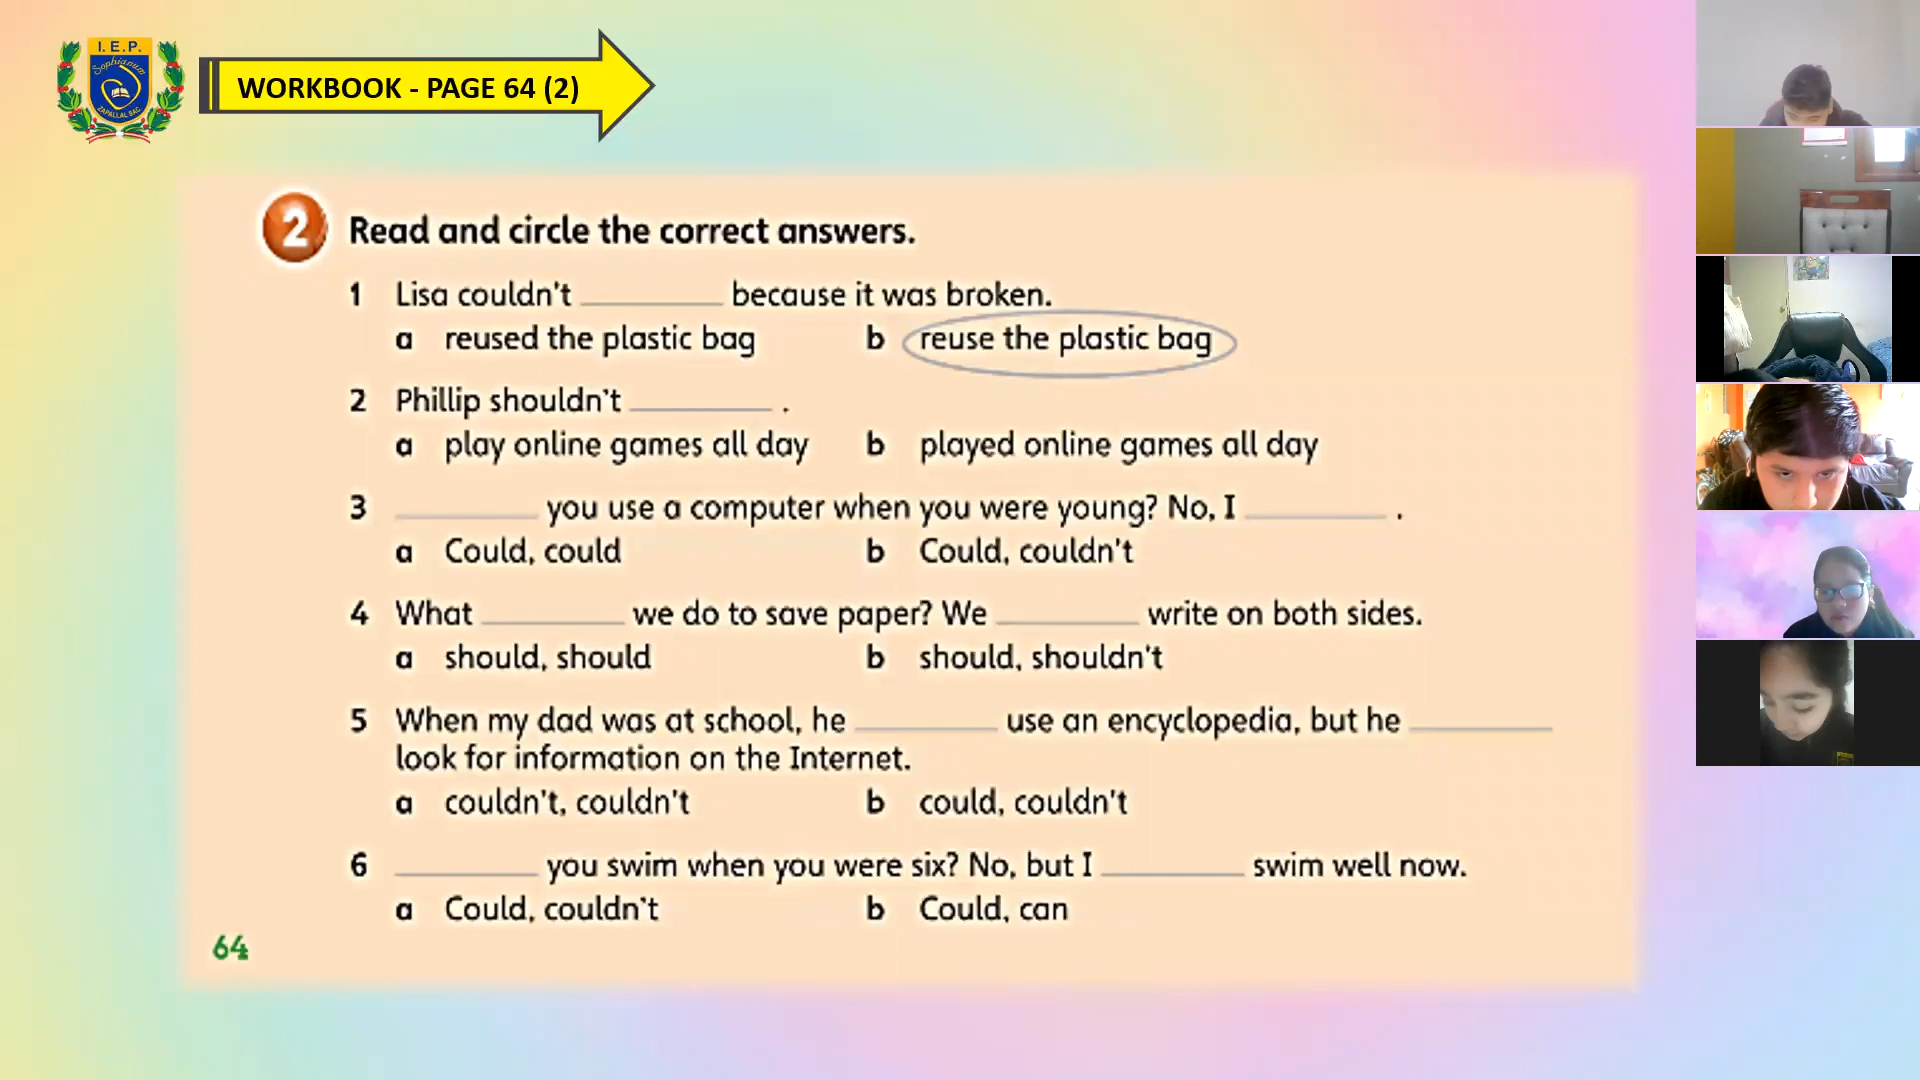 I.E.P.
Sophianum
ZAPALLAL SAC
WORKBOOK - PAGE 64 (2)
2 Read and circle the correct answers.
1 Lisa couldn't ________ because it was broken.
a reused the plastic bag b reuse the plastic bag
2 Phillip shouldn't ________ .
a play online games all day b played online games all day
3 ________ you use a computer when you were young? No, I ________ .
a Could, could b Could, couldn't
4 What ________ we do to save paper? We ________ write on both sides.
a should, should b should, shouldn't
5 When my dad was at school, he ________ use an encyclopedia, but he ________
look for information on the Internet.
a couldn't, couldn't b could, couldn't
6 ________ you swim when you were six? No, but I ________ swim well now.
a Could, couldn't b Could, can
64